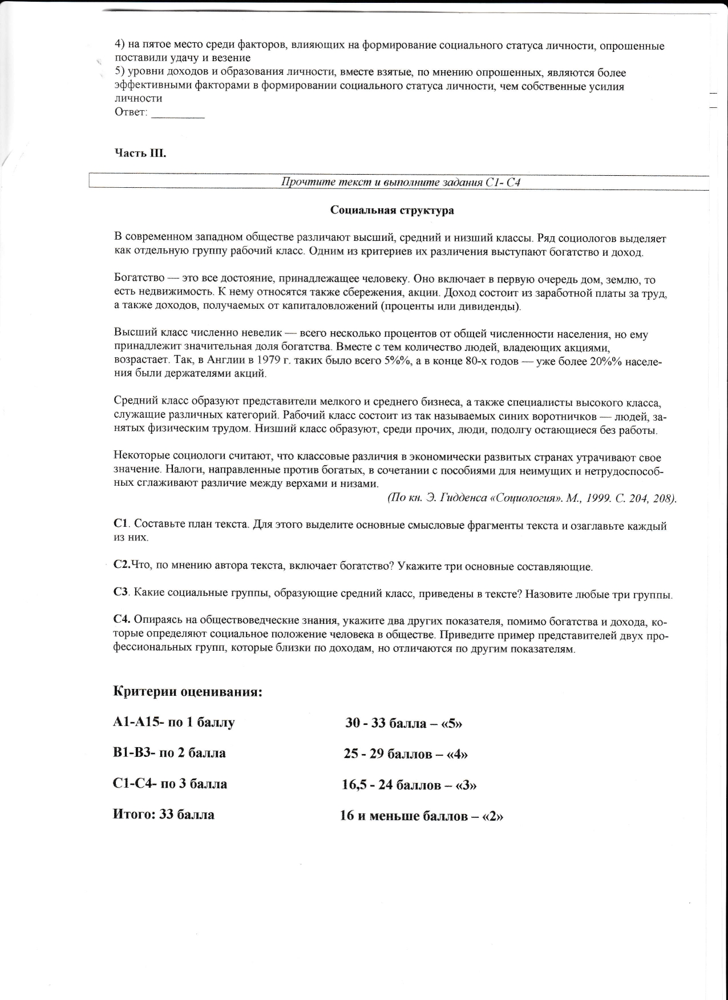 4) на пятое место среди факторов, влияющих на формирование социального статуса личности, опрошенные
поставили удачу и везение
5) уровни доходов и образования личности, вместе взятые, по мнению опрошенных, являются более
эффективными факторами в формировании социального статуса личности, чем собственные усилия
личности
Ответ: _________
Часть III.
Прочтите текст и выполните задания С1- С4
Социальная структура
В современном западном обществе различают высший, средний и низший классы. Ряд социологов выделяет
как отдельную группу рабочий класс. Одним из критериев их различения выступают богатство и доход.
Богатство — это все достояние, принадлежащее человеку. Оно включает в первую очередь дом, землю, то
есть недвижимость. К нему относятся также сбережения, акции. Доход состоит из заработной платы за труд,
а также доходов, получаемых от капиталовложений (проценты или дивиденды).
Высший класс численно невелик — всего несколько процентов от общей численности населения, но ему
принадлежит значительная доля богатства. Вместе с тем количество людей, владеющих акциями,
возрастает. Так, в Англии в 1979 г. таких было всего 5%%, а в конце 80-х годов — уже более 20%% населе-
ния были держателями акций.
Средний класс образуют представители мелкого и среднего бизнеса, а также специалисты высокого класса,
служащие различных категорий. Рабочий класс состоит из так называемых синих воротничков — людей, за-
нятых физическим трудом. Низший класс образуют, среди прочих, люди, подолгу остающиеся без работы.
Некоторые социологи считают, что классовые различия в экономически развитых странах утрачивают свое
значение. Налоги, направленные против богатых, в сочетании с пособиями для неимущих и нетрудоспособ-
ных сглаживают различие между верхами и низами.
(По кн. Э. Гидденса «Социология». М., 1999. С. 204, 208).
С1. Составьте план текста. Для этого выделите основные смысловые фрагменты текста и озаглавьте каждый
из них.
С2.Что, по мнению автора текста, включает богатство? Укажите три основные составляющие.
С3. Какие социальные группы, образующие средний класс, приведены в тексте? Назовите любые три группы.
С4. Опираясь на обществоведческие знания, укажите два других показателя, помимо богатства и дохода, ко-
торые определяют социальное положение человека в обществе. Приведите пример представителей двух про-
фессиональных групп, которые близки по доходам, но отличаются по другим показателям.
Критерии оценивания:
А1-А15- по 1 баллу 30 - 33 балла – «5»
В1-В3- по 2 балла 25 - 29 баллов – «4»
С1-С4- по 3 балла 16,5 - 24 баллов – «3»
Итого: 33 балла 16 и меньше баллов – «2»